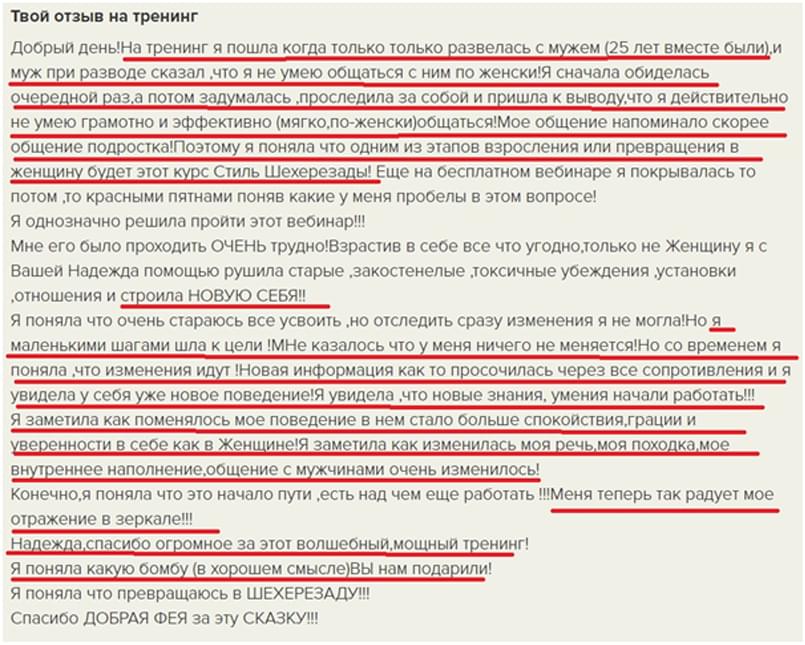 Твой отзыв на тренинг
Добрый день!На тренинг я пошла когда только только развелась с мужем (25 лет вместе были),и
муж при разводе сказал ,что я не умею общаться с ним по женски!Я сначала обиделась
очередной раз,а потом задумалась ,проследила за собой и пришла к выводу,что я действительно
не умею грамотно и эффективно (мягко,по-женски)общаться!Мое общение напоминало скорее
общение подростка!Поэтому я поняла что одним из этапов взросления или превращения в
женщину будет этот курс Стиль Шехерезады! Еще на бесплатном вебинаре я покрывалась то
потом ,то красными пятнами поняв какие у меня пробелы в этом вопросе!
Я однозначно решила пройти этот вебинар!!!
Мне его было проходить ОЧЕНЬ трудно!Взрастив в себе все что угодно,только не Женщину я с
Вашей Надежда помощью рушила старые ,закостенелые ,токсичные убеждения ,установки
,отношения и строила НОВУЮ СЕБЯ!!
Я поняла что очень стараюсь все усвоить ,но отследить сразу изменения я не могла!Но я
маленькими шагами шла к цели !МНе казалось что у меня ничего не меняется!Но со временем я
поняла ,что изменения идут !Новая информация как то просочилась через все сопротивления и я
увидела у себя уже новое поведение!Я увидела ,что новые знания, умения начали работать!!!
Я заметила как поменялось мое поведение в нем стало больше спокойствия,грации и
уверенности в себе как в Женщине!Я заметила как изменилась моя речь,моя походка,мое
внутреннее наполнение,общение с мужчинами очень изменилось!
Конечно,я поняла что это начало пути ,есть над чем еще работать !!!Меня теперь так радует мое
отражение в зеркале!!!
Надежда,спасибо огромное за этот волшебный,мощный тренинг!
Я поняла какую бомбу (в хорошем смысле)ВЫ нам подарили!
Я поняла что превращаюсь в ШЕХЕРЕЗАДУ!!!
Спасибо ДОБРАЯ ФЕЯ за эту СКАЗКУ!!!